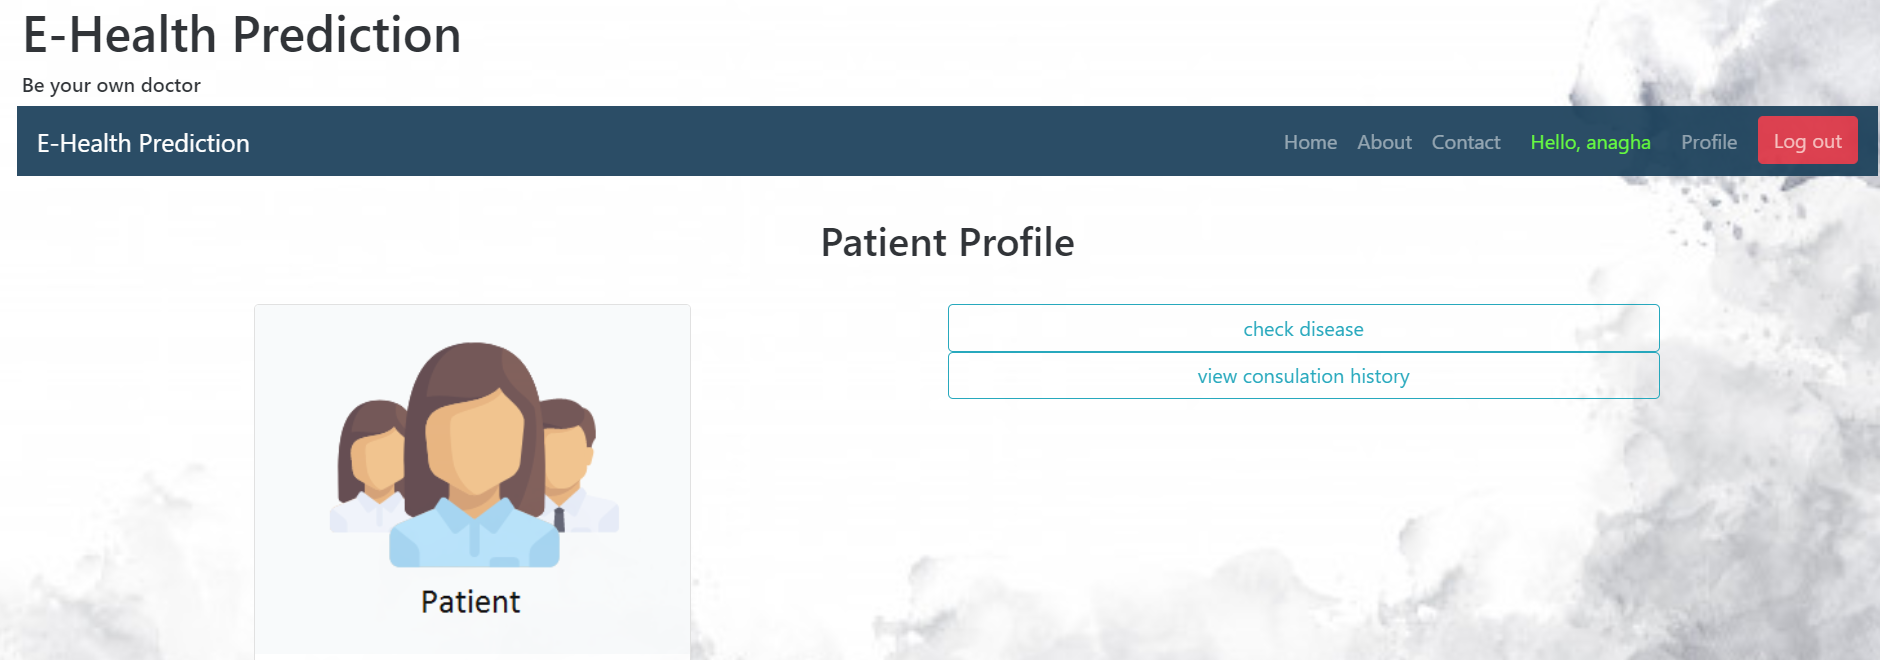 E-Health Prediction
Be your own doctor
E-Health Prediction Home About Contact Hello, anagha Profile Log out
Patient Profile
check disease
view consulation history
Patient